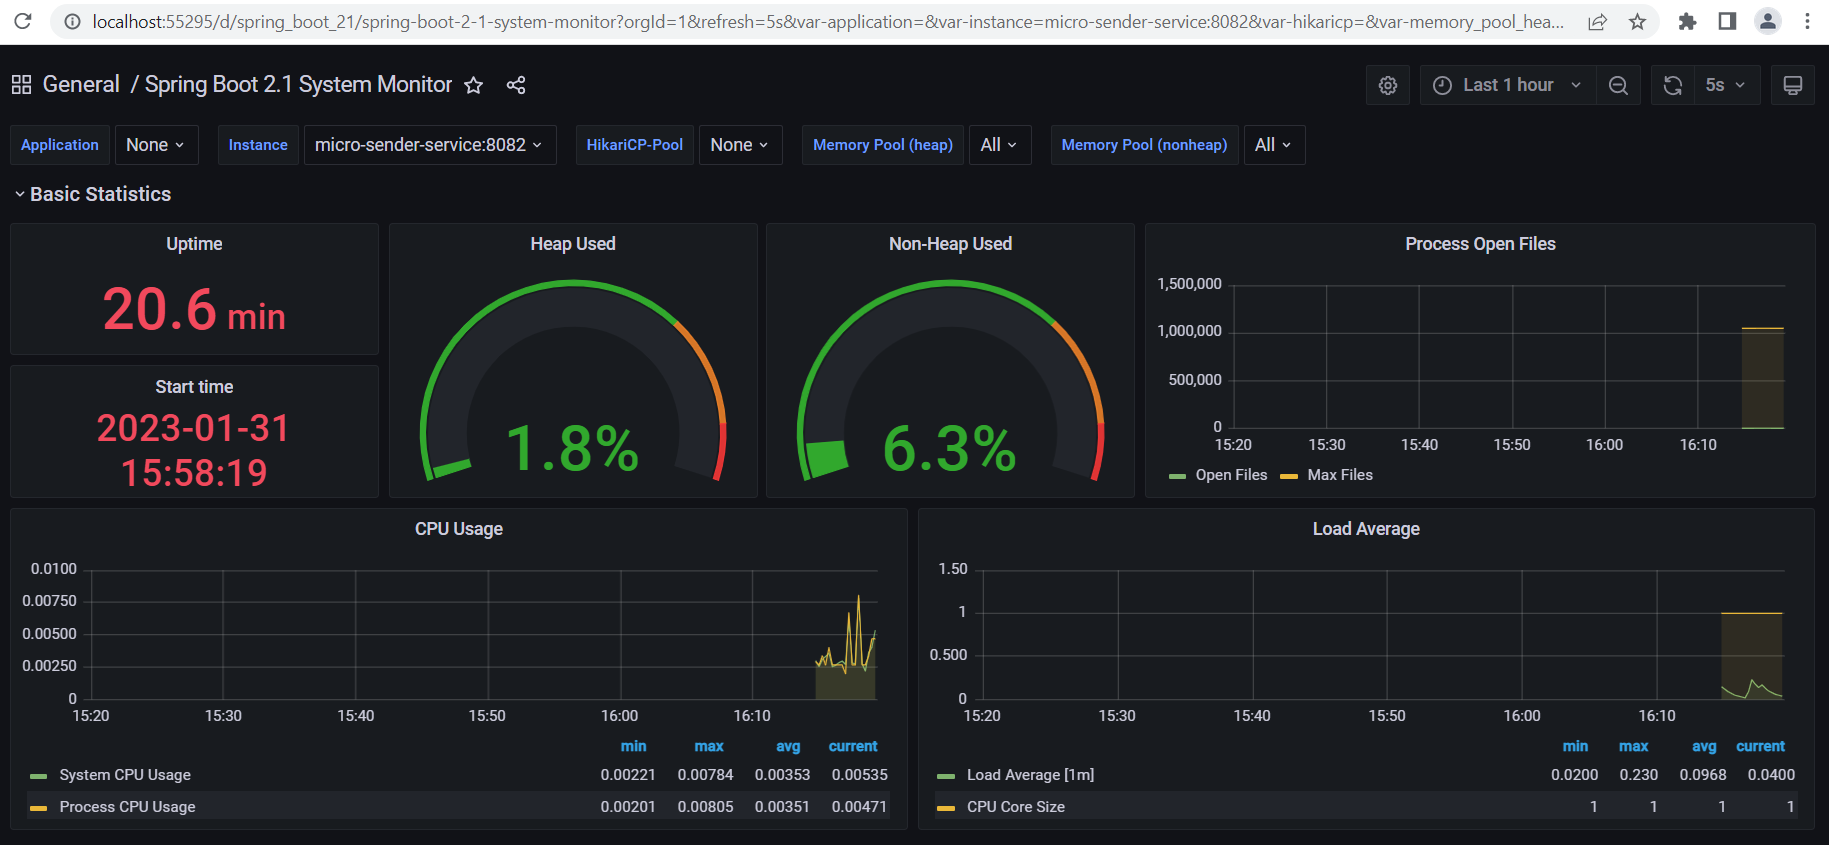 localhost:55295/d/spring_boot_21/spring-boot-2-1-system-monitor?orgId=1&refresh=5s&var-application=&var-instance=micro-sender-service:8082&var-hikaricp=&var-memory_pool_hea...
General / Spring Boot 2.1 System Monitor
Last 1 hour
5s
Application None Instance micro-sender-service:8082 HikariCP-Pool None Memory Pool (heap) All Memory Pool (nonheap) All
Basic Statistics
Uptime
20.6 min
Start time
2023-01-31
15:58:19
Heap Used
1.8%
Non-Heap Used
6.3%
Process Open Files
1,500,000
1,000,000
500,000
0
15:20 15:30 15:40 15:50 16:00 16:10
Open Files Max Files
CPU Usage
0.0100
0.00750
0.00500
0.00250
0
15:20 15:30 15:40 15:50 16:00 16:10
min max avg current
System CPU Usage 0.00221 0.00784 0.00353 0.00535
Process CPU Usage 0.00201 0.00805 0.00351 0.00471
Load Average
1.50
1
0.500
0
15:20 15:30 15:40 15:50 16:00 16:10
min max avg current
Load Average [1m] 0.0200 0.230 0.0968 0.0400
CPU Core Size 1 1 1 1